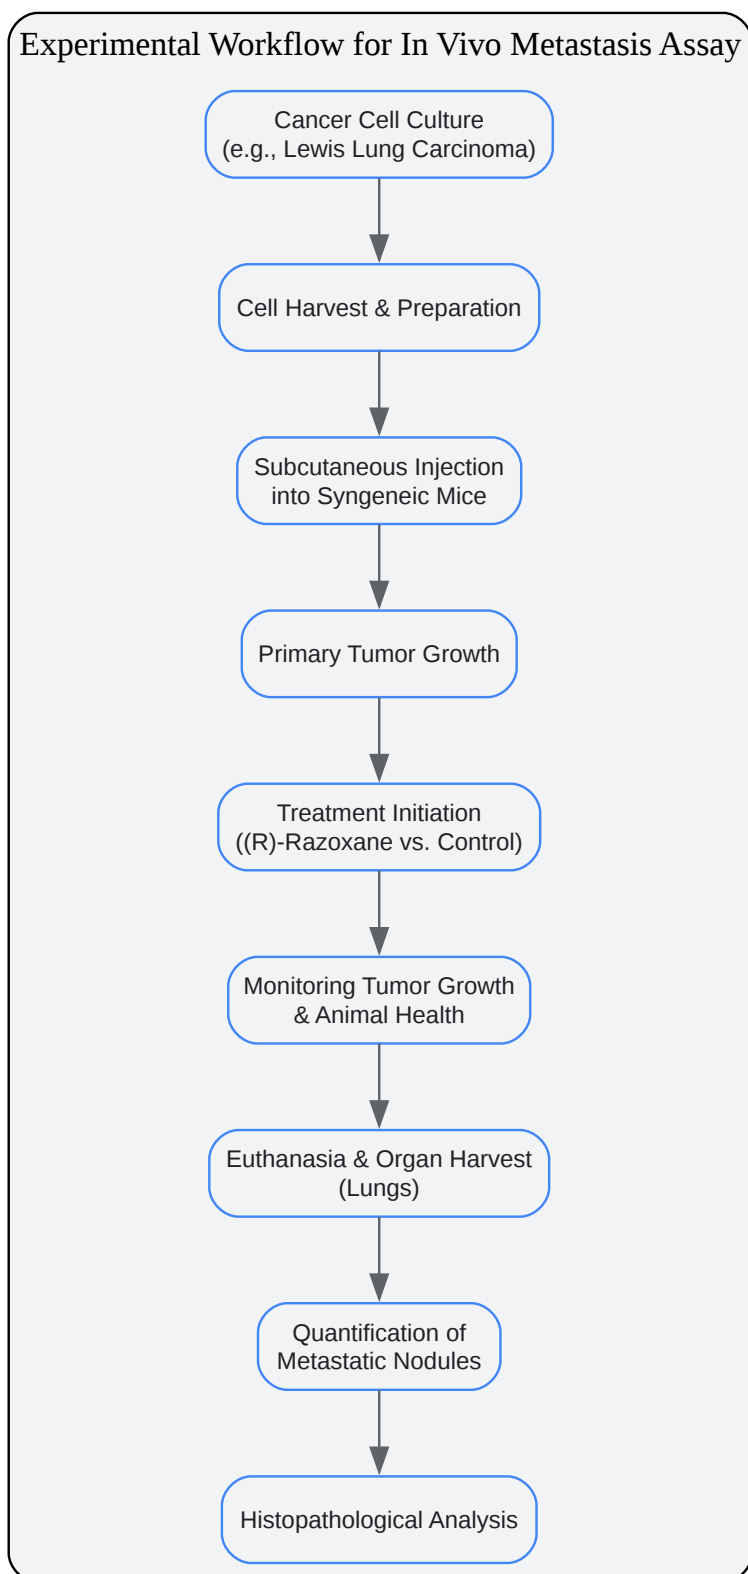 Experimental Workflow for In Vivo Metastasis Assay
Cancer Cell Culture
(e.g., Lewis Lung Carcinoma)
Cell Harvest & Preparation
Subcutaneous Injection
into Syngeneic Mice
Primary Tumor Growth
Treatment Initiation
((R)-Razoxane vs. Control)
Monitoring Tumor Growth
& Animal Health
Euthanasia & Organ Harvest
(Lungs)
Quantification of
Metastatic Nodules
Histopathological Analysis